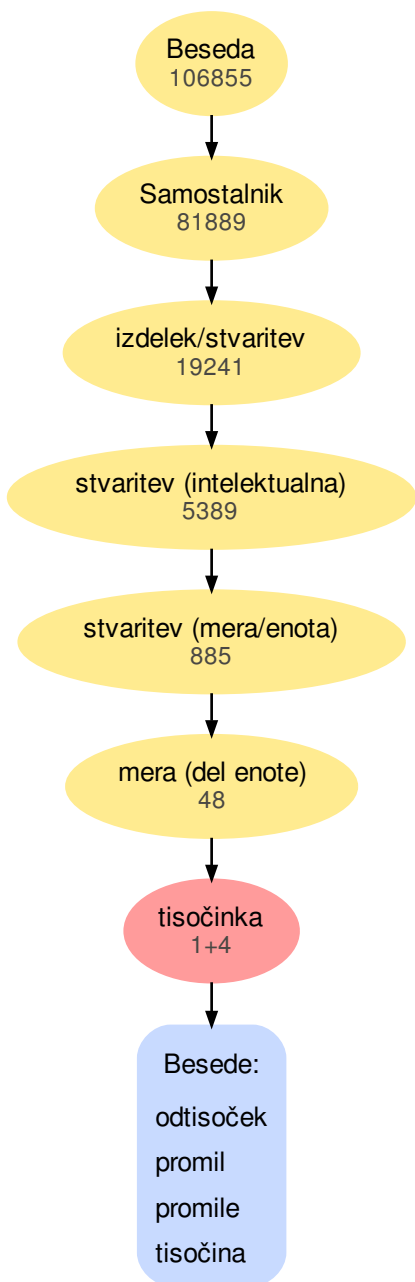 Beseda
106855
Samostalnik
81889
izdelek/stvaritev
19241
stvaritev (intelektualna)
5389
stvaritev (mera/enota)
885
mera (del enote)
48
tisočinka
1+4
Besede:
odtisoček
promil
promile
tisočina